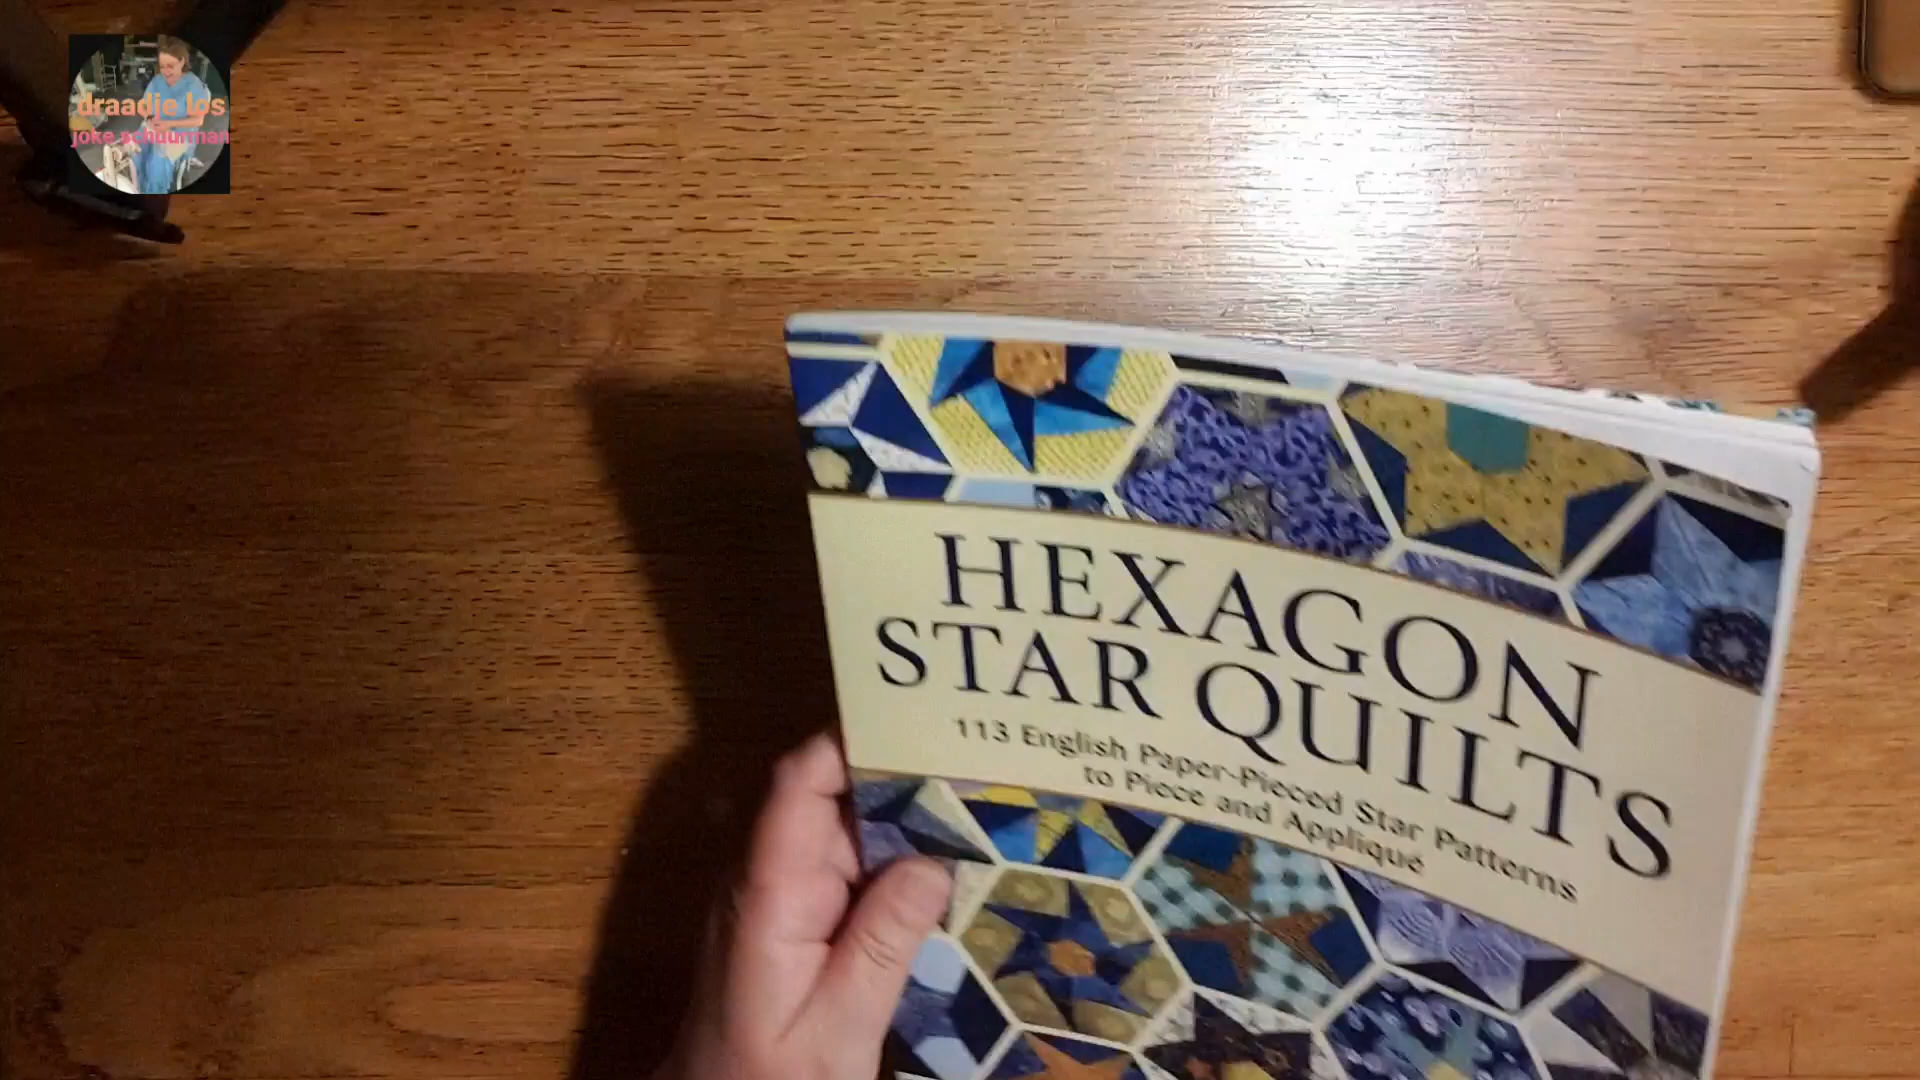 draadje los
joke schuurman
HEXAGON
STAR QUILTS
113 English Paper-Pieced Star Patterns
to Piece and Appliqué